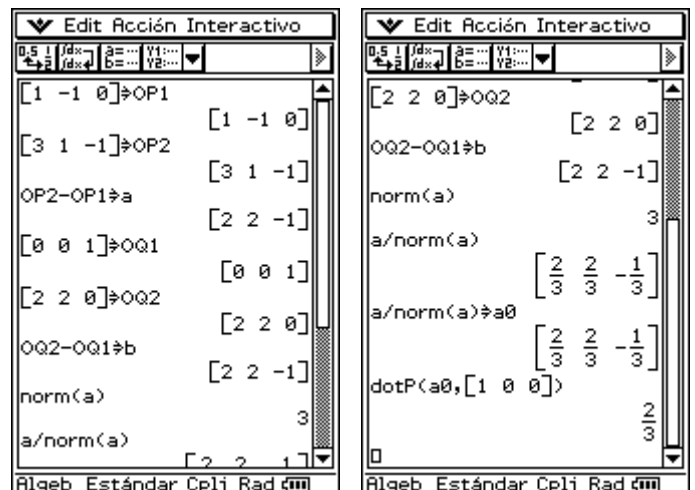 Edit Acción Interactivo
[1 -1 0]⇒OP1
[1 -1 0]
[3 1 -1]⇒OP2
[3 1 -1]
OP2-OP1⇒a
[2 2 -1]
[0 0 1]⇒OQ1
[0 0 1]
[2 2 0]⇒OQ2
[2 2 0]
OQ2-OQ1⇒b
[2 2 -1]
norm(a)
3
a/norm(a)
Algeb Estándar Cplj Rad
Edit Acción Interactivo
[2 2 0]⇒OQ2
[2 2 0]
OQ2-OQ1⇒b
[2 2 -1]
norm(a)
3
a/norm(a)
[2/3 2/3 -1/3]
a/norm(a)⇒a0
[2/3 2/3 -1/3]
dotP(a0,[1 0 0])
2/3
Algeb Estándar Cplj Rad